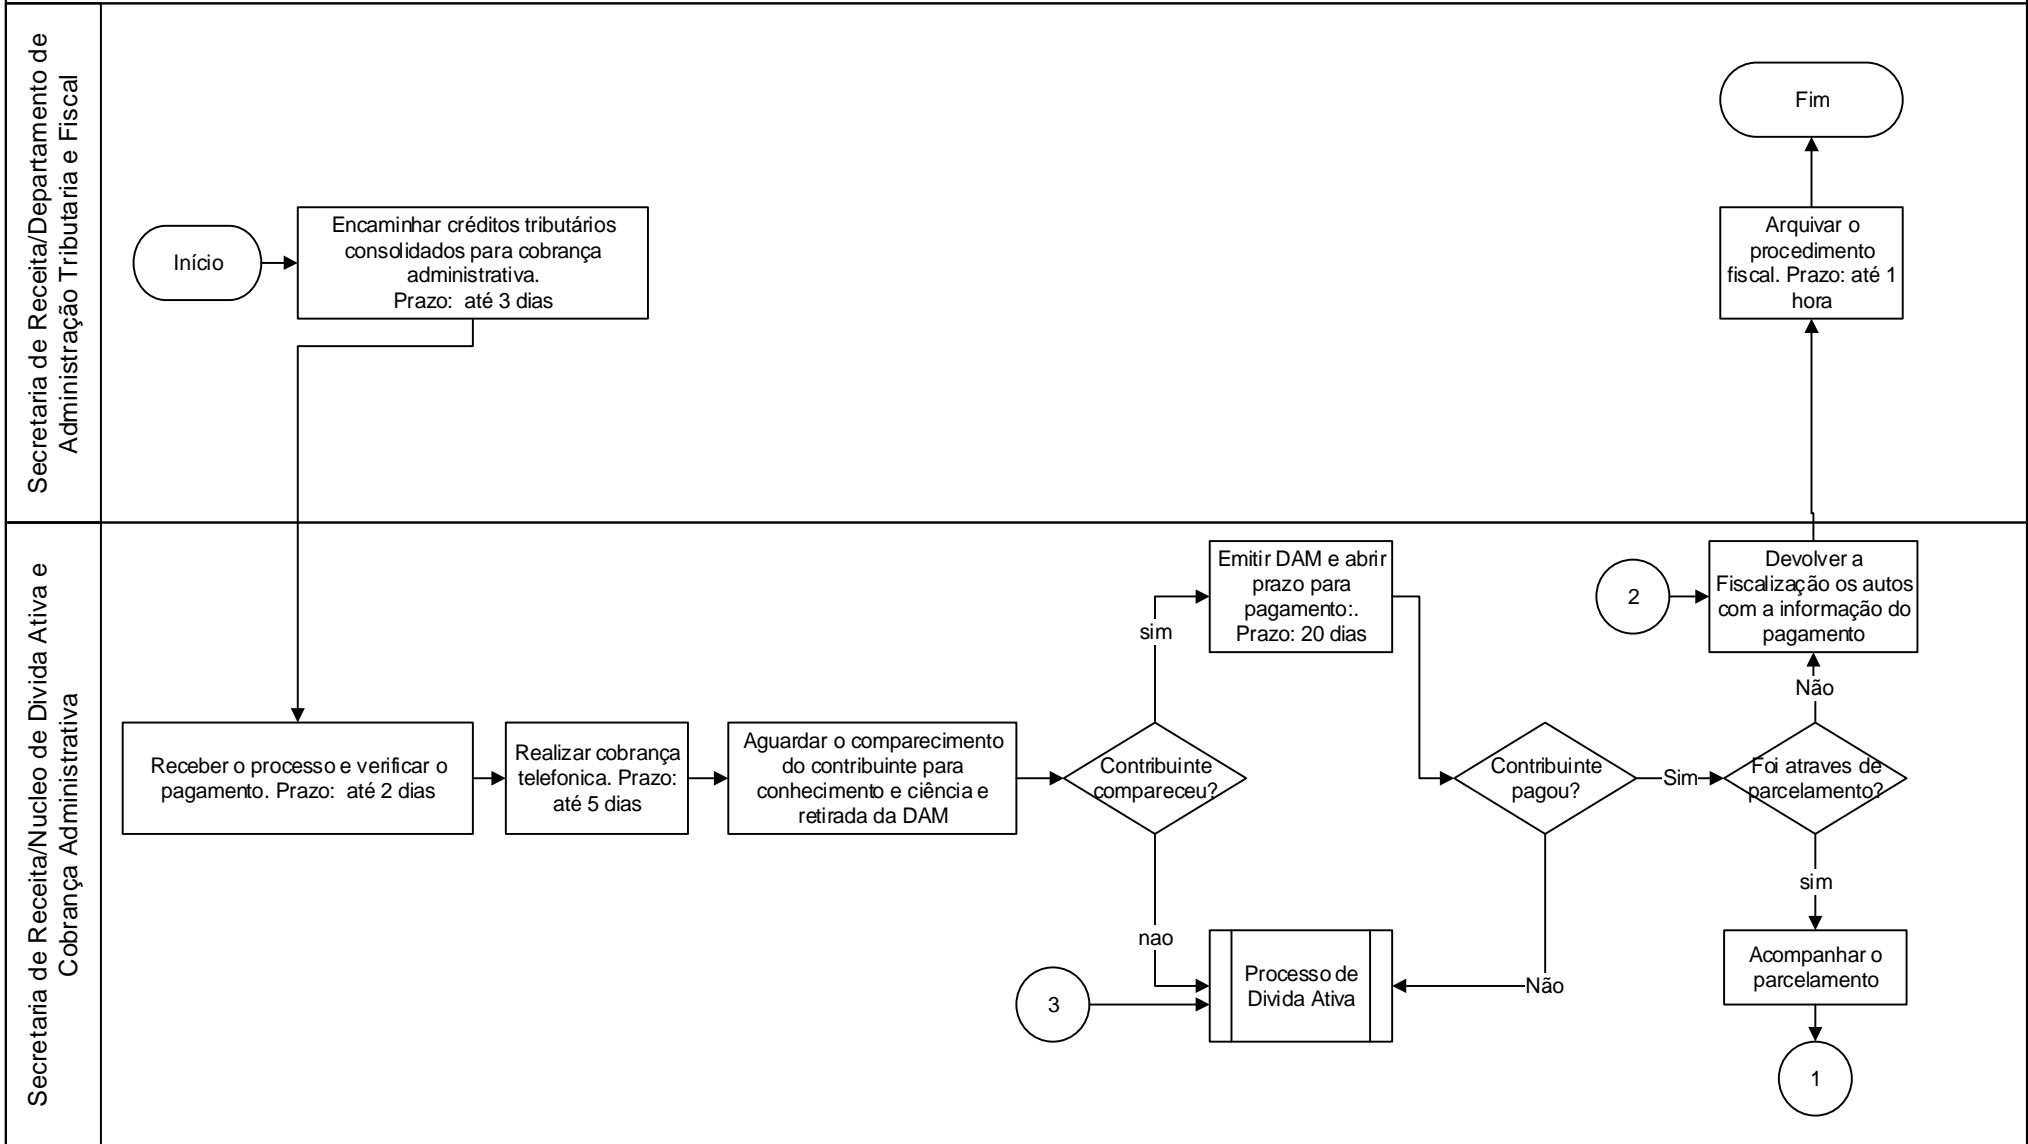 Secretaria de Receita/Departamento de
Administração Tributaria e Fiscal
Início
Encaminhar créditos tributários
consolidados para cobrança
administrativa.
Prazo:  até 3 dias
Fim
Arquivar o
procedimento
fiscal. Prazo: até 1
hora
Secretaria de Receita/Nucleo de Divida Ativa e
Cobrança Administrativa
Receber o processo e verificar o
pagamento. Prazo:  até 2 dias
Realizar cobrança
telefonica. Prazo:
até 5 dias
Aguardar o comparecimento
do contribuinte para
conhecimento e ciência e
retirada da DAM
Contribuinte
compareceu?
sim
Emitir DAM e abrir
prazo para
pagamento:.
Prazo: 20 dias
nao
3
Processo de
Divida Ativa
Contribuinte
pagou?
Não
Sim
Foi atraves de
parcelamento?
Não
2
Devolver a
Fiscalização os autos
com a informação do
pagamento
sim
Acompanhar o
parcelamento
1